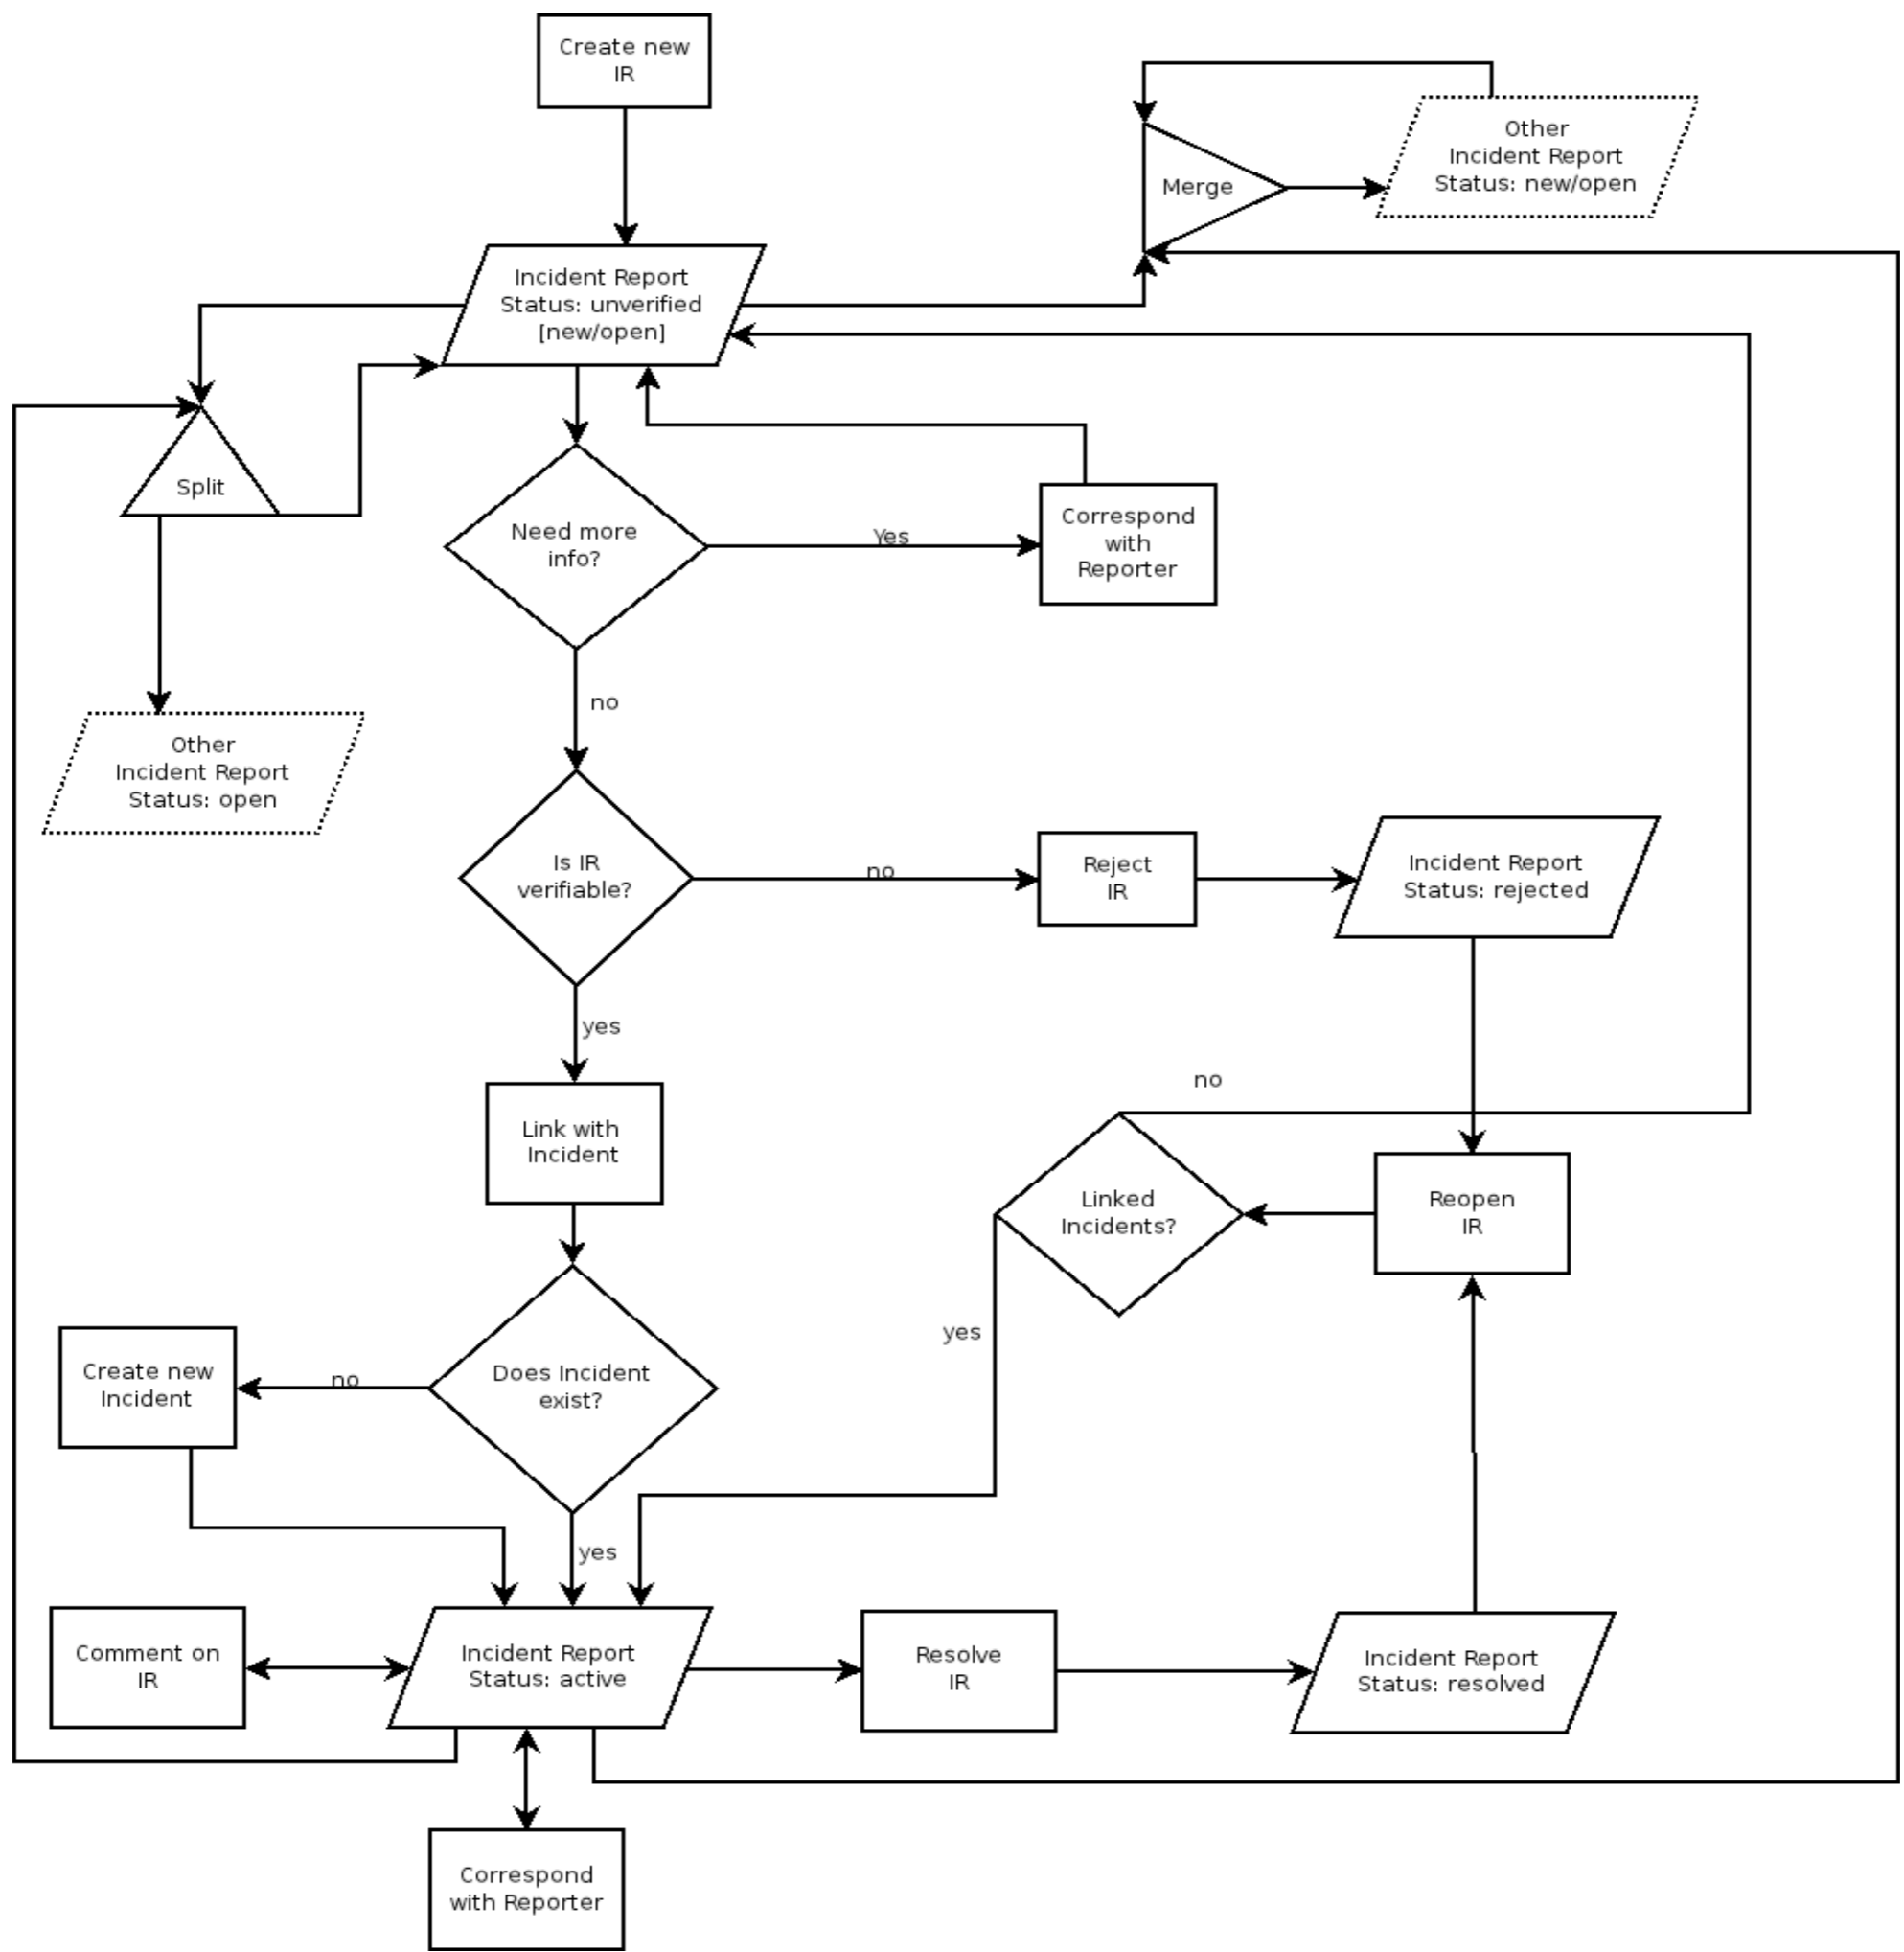 Create new
IR
Other
Incident Report
Status: new/open
Merge
Incident Report
Status: unverified
[new/open]
Split
Need more
info?
Yes
Correspond
with
Reporter
no
Other
Incident Report
Status: open
Is IR
verifiable?
no
Reject
IR
Incident Report
Status: rejected
yes
no
Link with
Incident
Linked
Incidents?
Reopen
IR
yes
Create new
Incident
no
Does Incident
exist?
yes
Comment on
IR
Incident Report
Status: active
Resolve
IR
Incident Report
Status: resolved
Correspond
with Reporter